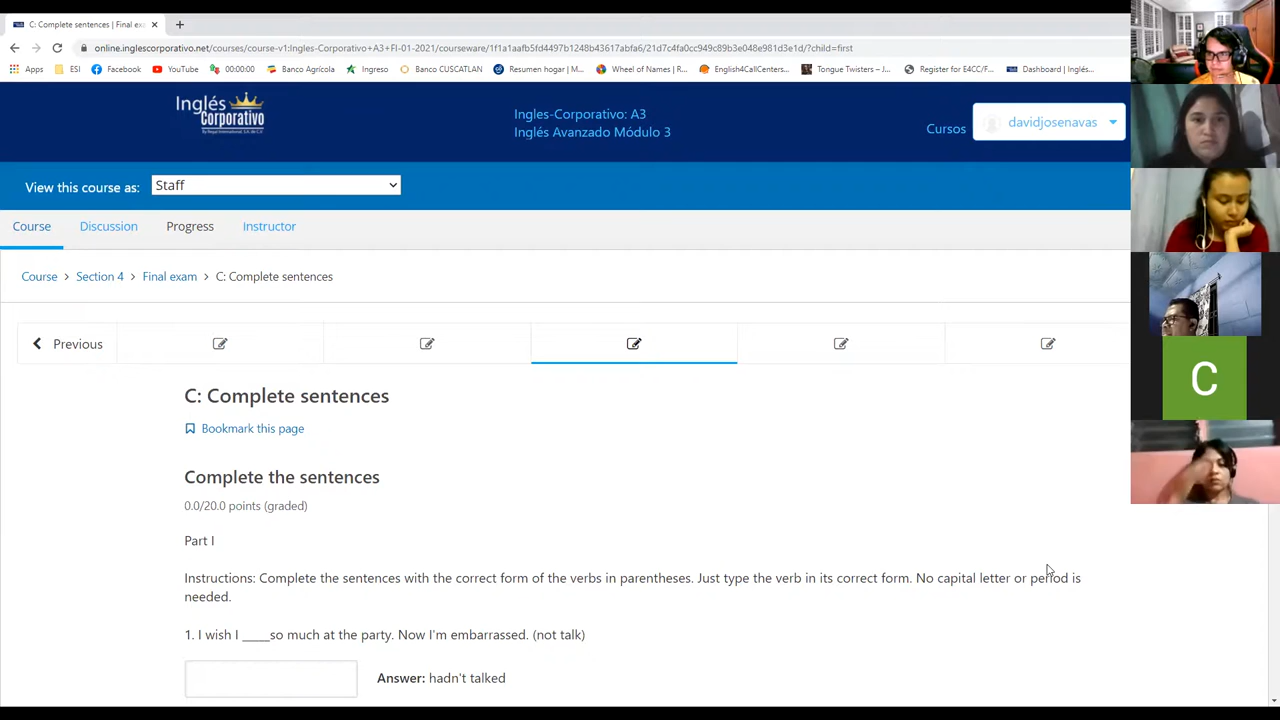 C: Complete sentences | Final exa
online.inglescorporativo.net/courses/course-v1:Ingles-Corporativo+A3+FI-01-2021/courseware/1f1a1aafb5fd4497b1248b43617abfa6/21d7c4fa0cc949c89b3e048e981d3e1d/?child=first
Apps ESI Facebook YouTube 00:00:00 Banco Agrícola Ingreso Banco CUSCATLAN resumen hogar | M... Wheel of Names | R... English4CallCenters... Tongue Twisters – J... Register for E4CC/F... Dashboard | Inglés...
Inglés
Corporativo
Ingles-Corporativo: A3
Inglés Avanzado Módulo 3
Cursos
davidjosenavas
View this course as: Staff
Course Discussion Progress Instructor
Course > Section 4 > Final exam > C: Complete sentences
Previous
C: Complete sentences
Bookmark this page
Complete the sentences
0.0/20.0 points (graded)
Part I
Instructions: Complete the sentences with the correct form of the verbs in parentheses. Just type the verb in its correct form. No capital letter or period is
needed.
1. I wish I ____so much at the party. Now I'm embarrassed. (not talk)
Answer: hadn't talked
C